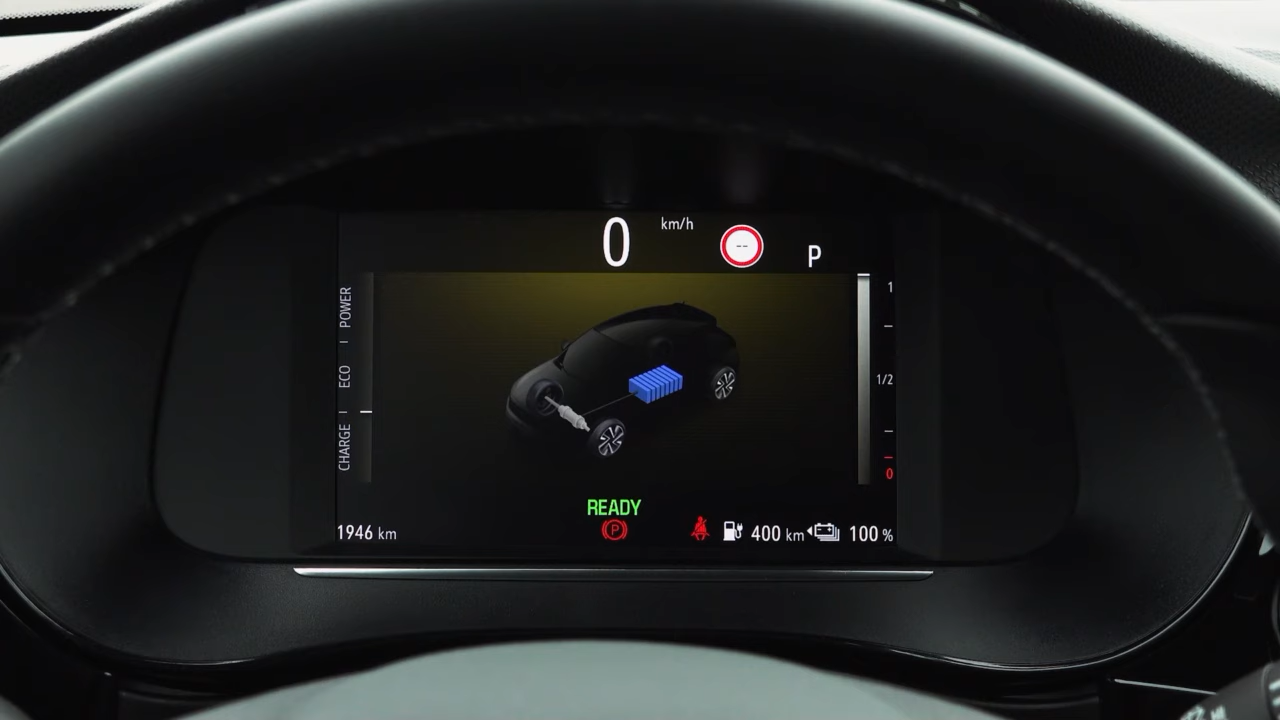 0 km/h -- P
POWER
ECO
CHARGE
1
1/2
0
READY
P
1946 km
400 km
100 %